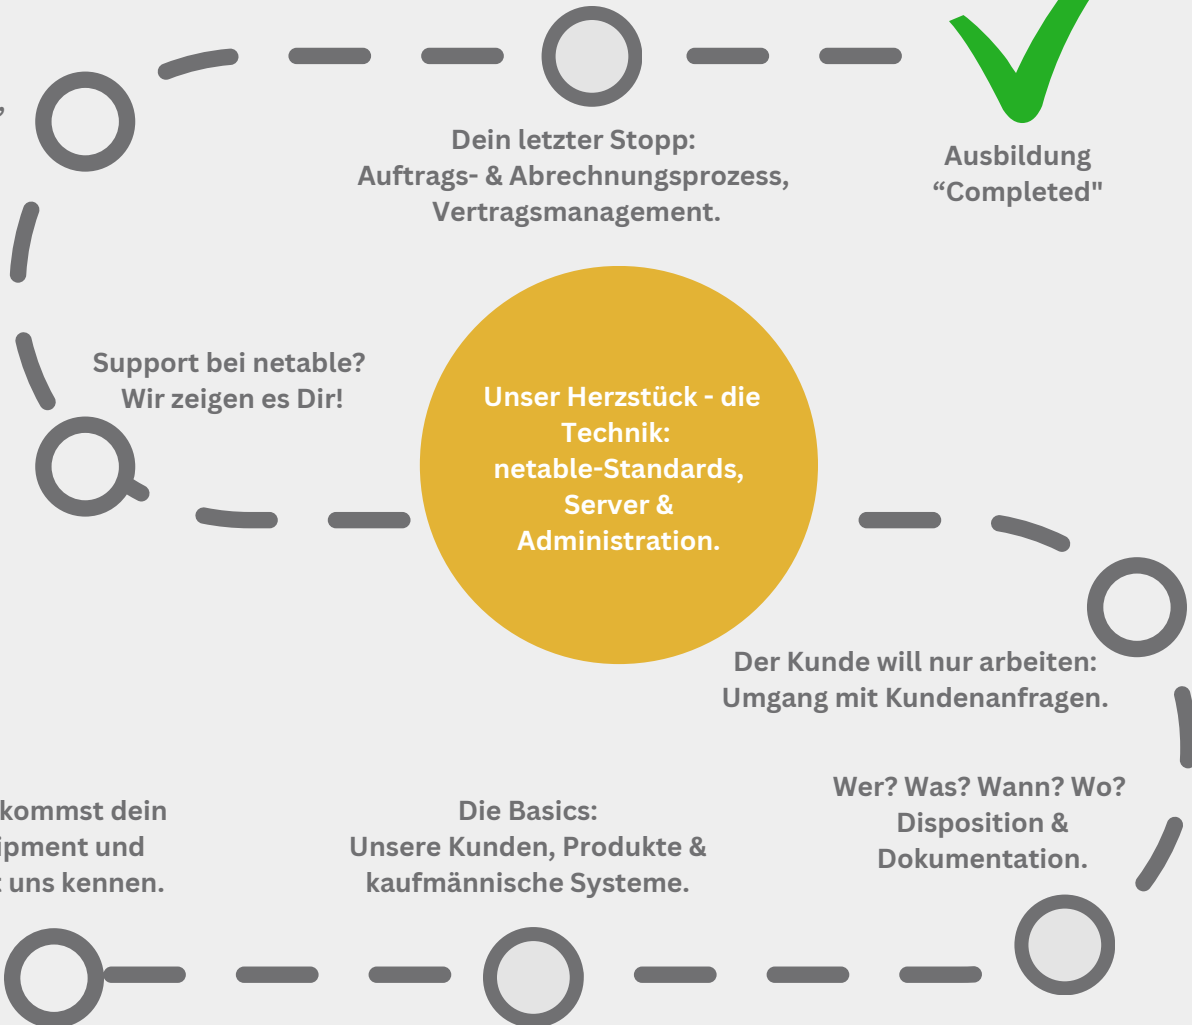 Dein letzter Stopp:
Auftrags- & Abrechnungsprozess,
Vertragsmanagement.
Ausbildung
“Completed"
Support bei netable?
Wir zeigen es Dir!
Unser Herzstück - die
Technik:
netable-Standards,
Server &
Administration.
Der Kunde will nur arbeiten:
Umgang mit Kundenanfragen.
Wer? Was? Wann? Wo?
Disposition &
Dokumentation.
Die Basics:
Unsere Kunden, Produkte &
kaufmännische Systeme.
kommst dein
ipment und
uns kennen.